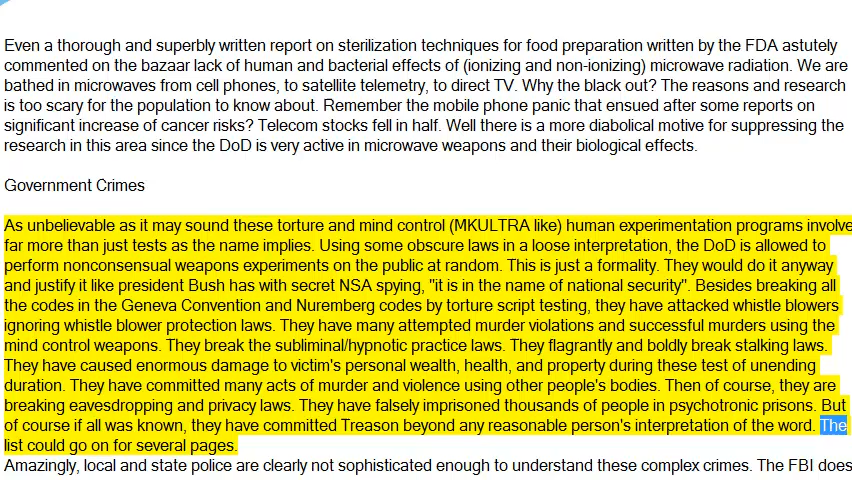 Even a thorough and superbly written report on sterilization techniques for food preparation written by the FDA astutely
commented on the bazaar lack of human and bacterial effects of (ionizing and non-ionizing) microwave radiation. We are
bathed in microwaves from cell phones, to satellite telemetry, to direct TV. Why the black out? The reasons and research
is too scary for the population to know about. Remember the mobile phone panic that ensued after some reports on
significant increase of cancer risks? Telecom stocks fell in half. Well there is a more diabolical motive for suppressing the
research in this area since the DoD is very active in microwave weapons and their biological effects.
Government Crimes
As unbelievable as it may sound these torture and mind control (MKULTRA like) human experimentation programs involve
far more than just tests as the name implies. Using some obscure laws in a loose interpretation, the DoD is allowed to
perform nonconsensual weapons experiments on the public at random. This is just a formality. They would do it anyway
and justify it like president Bush has with secret NSA spying, "it is in the name of national security". Besides breaking all
the codes in the Geneva Convention and Nuremberg codes by torture script testing, they have attacked whistle blowers
ignoring whistle blower protection laws. They have many attempted murder violations and successful murders using the
mind control weapons. They break the subliminal/hypnotic practice laws. They flagrantly and boldly break stalking laws.
They have caused enormous damage to victim's personal wealth, health, and property during these test of unending
duration. They have committed many acts of murder and violence using other people's bodies. Then of course, they are
breaking eavesdropping and privacy laws. They have falsely imprisoned thousands of people in psychotronic prisons. But
of course if all was known, they have committed Treason beyond any reasonable person's interpretation of the word. The
list could go on for several pages.
Amazingly, local and state police are clearly not sophisticated enough to understand these complex crimes. The FBI does